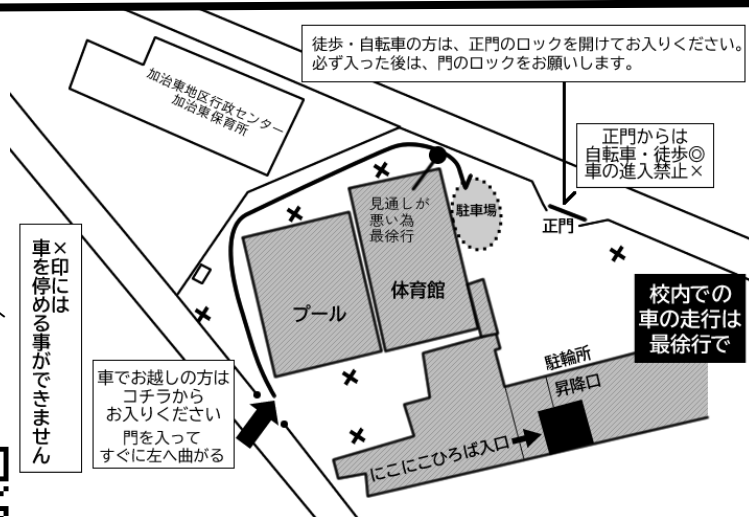 徒歩・自転車の方は、正門のロックを開けてお入りください。
必ず入った後は、門のロックをお願いします。
加治東地区行政センター
加治東保育所
正門からは
自転車・徒歩◎
車の進入禁止×
見通しが
悪い為
最徐行
駐車場
正門
×印には
車を停める事ができません
プール
体育館
校内での
車の走行は
最徐行で
車でお越しの方は
コチラから
お入りください
門を入って
すぐに左へ曲がる
駐輪所
昇降口
にこにこひろば入口